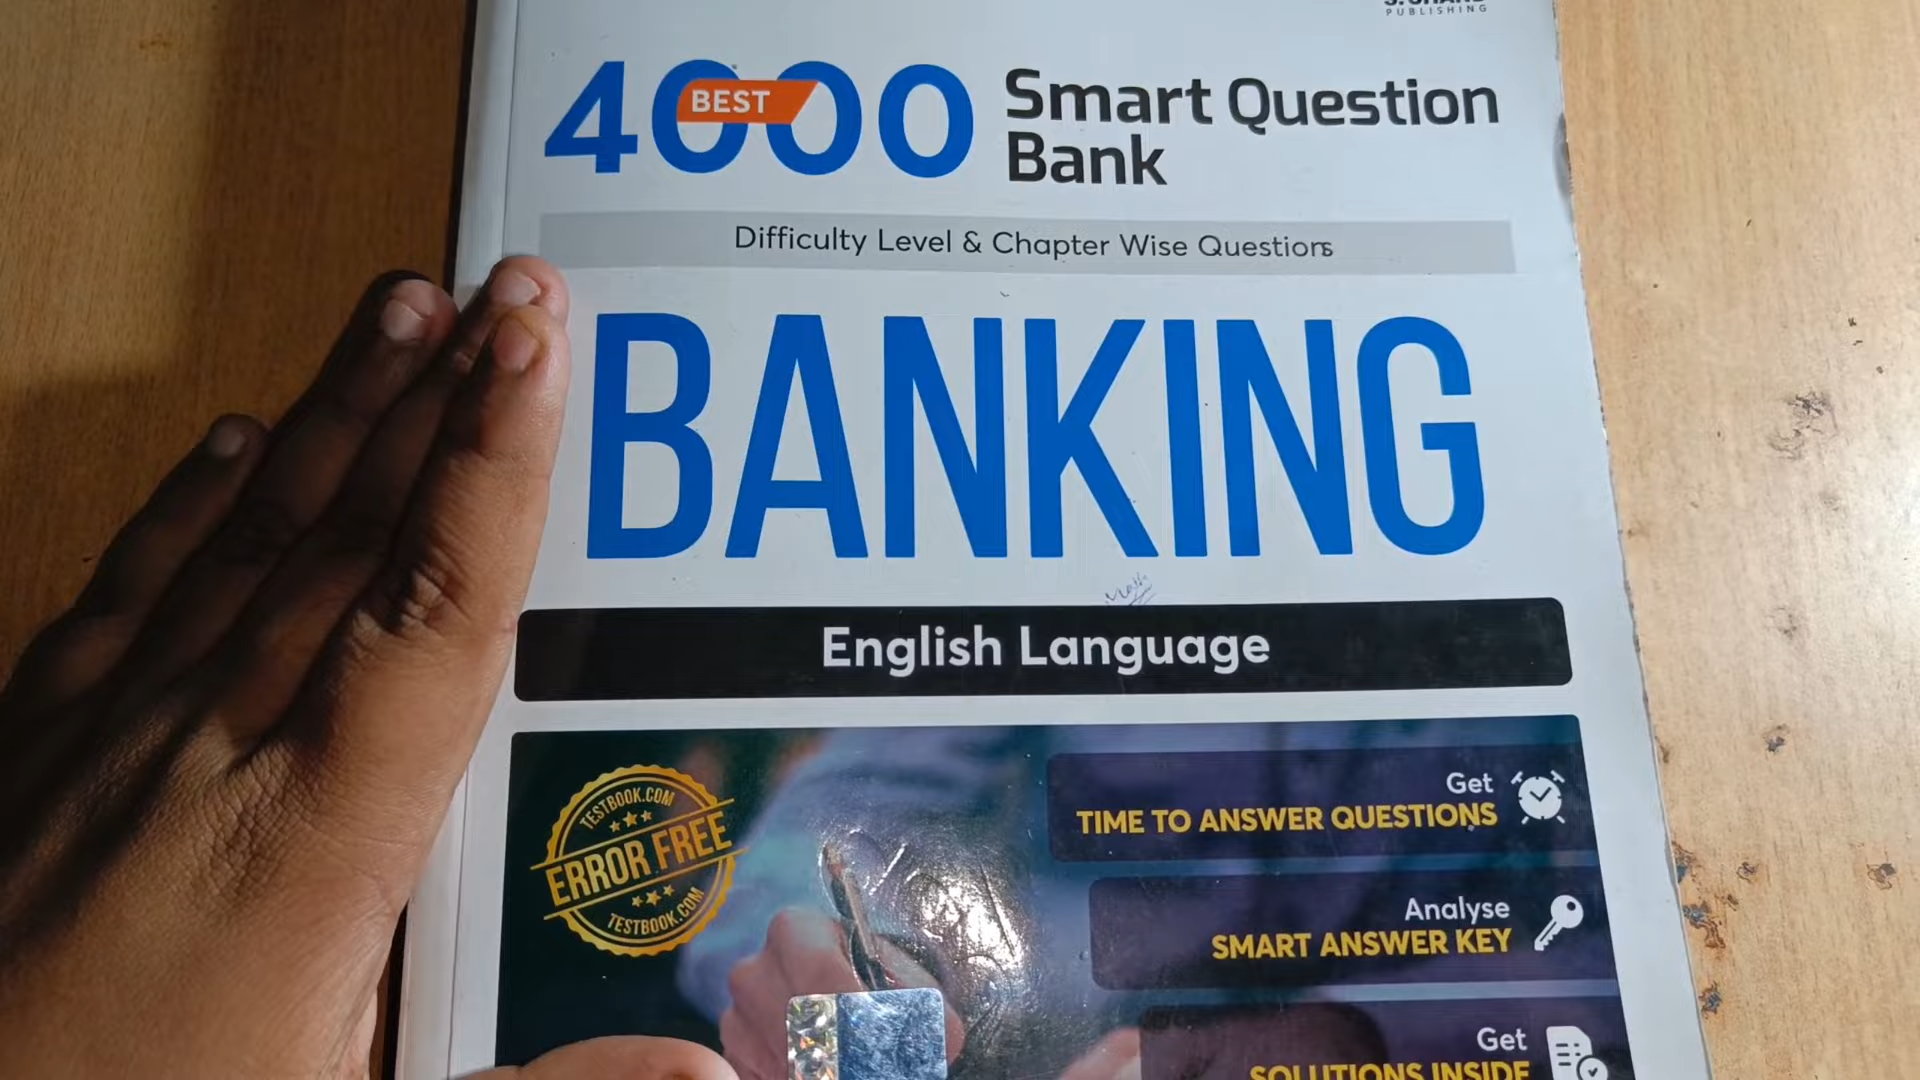 PUBLISHING
4000
BEST
Smart Question
Bank
Difficulty Level & Chapter Wise Questions
BANKING
English Language
TESTBOOK.COM
ERROR FREE
TESTBOOK.COM
Get
TIME TO ANSWER QUESTIONS
Analyse
SMART ANSWER KEY
Get
SOLUTIONS INSIDE